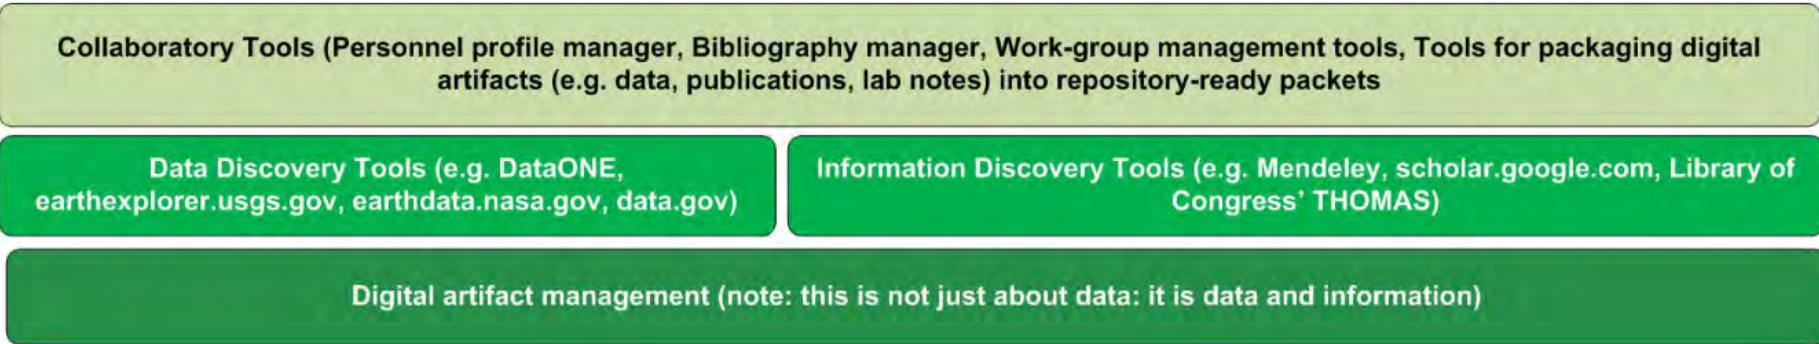 Collaboratory Tools (Personnel profile manager, Bibliography manager, Work-group management tools, Tools for packaging digital
artifacts (e.g. data, publications, lab notes) into repository-ready packets
Data Discovery Tools (e.g. DataONE,
earthexplorer.usgs.gov, earthdata.nasa.gov, data.gov)
Information Discovery Tools (e.g. Mendeley, scholar.google.com, Library of
Congress’ THOMAS)
Digital artifact management (note: this is not just about data: it is data and information)